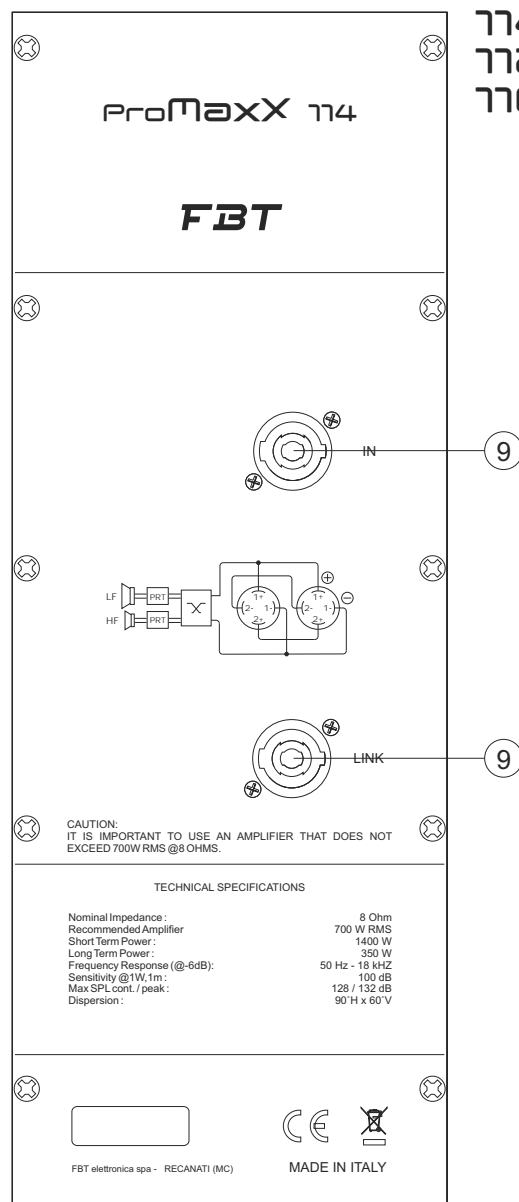 ProMaxX 114
114
FBT
IN
9
LF
PRT
HF
PRT
1+
2-
1-
2+
1+
2-
1-
2+
LINK
9
CAUTION:
IT IS IMPORTANT TO USE AN AMPLIFIER THAT DOES NOT
EXCEED 700W RMS @8 OHMS.
TECHNICAL SPECIFICATIONS
Nominal Impedance : 8 Ohm
Recommended Amplifier 700 W RMS
Short Term Power : 1400 W
Long Term Power : 350 W
Frequency Response (@-6dB): 50 Hz - 18 kHZ
Sensitivity @1W,1m : 100 dB
Max SPL cont. / peak : 128 / 132 dB
Dispersion : 90°H x 60°V
CE
FBT elettronica spa - RECANATI (MC) MADE IN ITALY